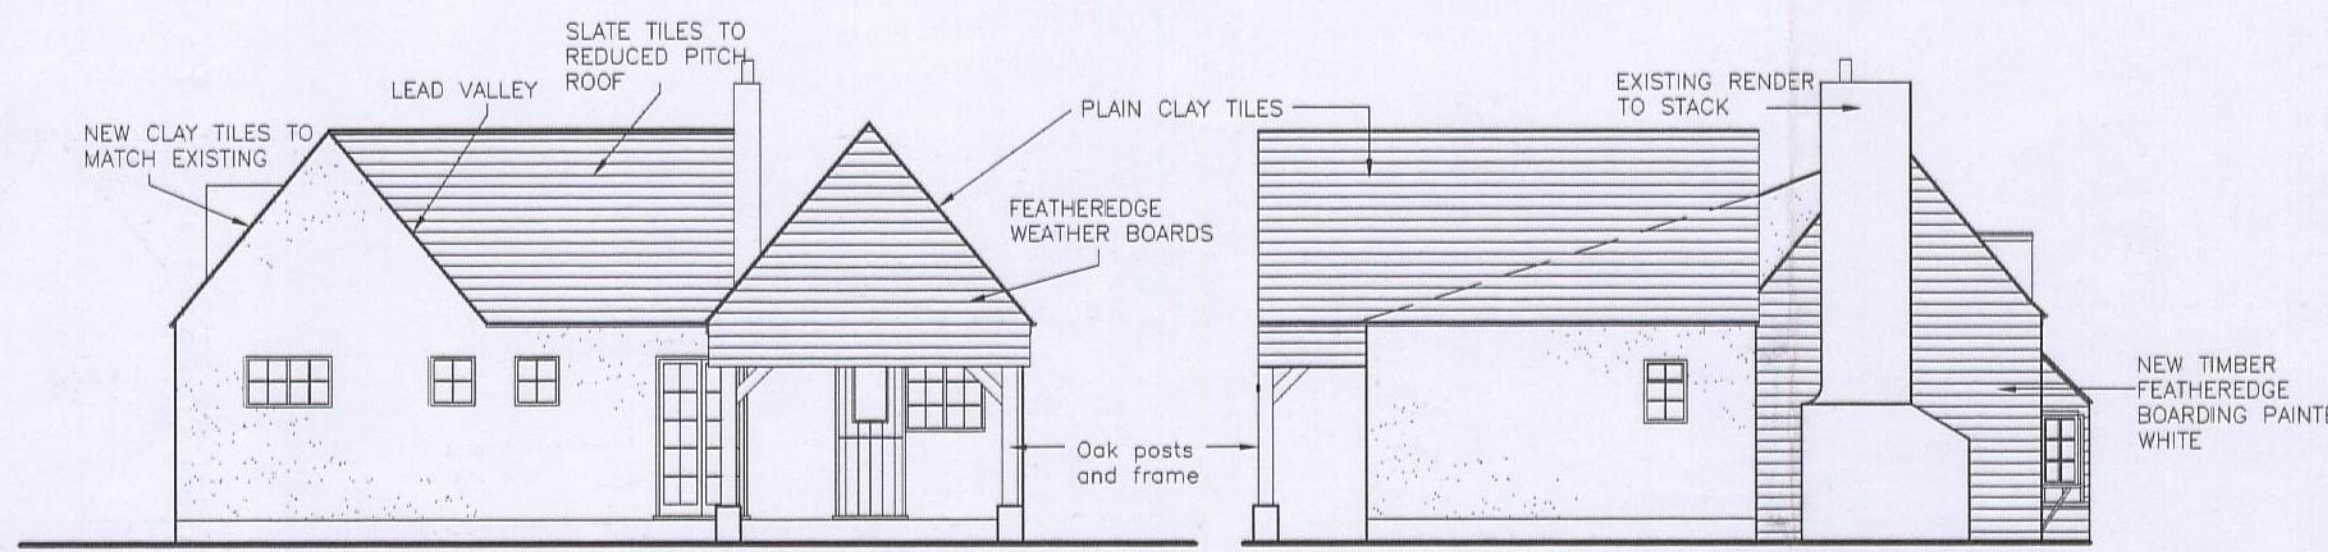 SLATE TILES TO
REDUCED PITCH
ROOF
LEAD VALLEY
NEW CLAY TILES TO
MATCH EXISTING
PLAIN CLAY TILES
FEATHEREDGE
WEATHER BOARDS
Oak posts
and frame
EXISTING RENDER
TO STACK
NEW TIMBER
FEATHEREDGE
BOARDING PAINTE
WHITE